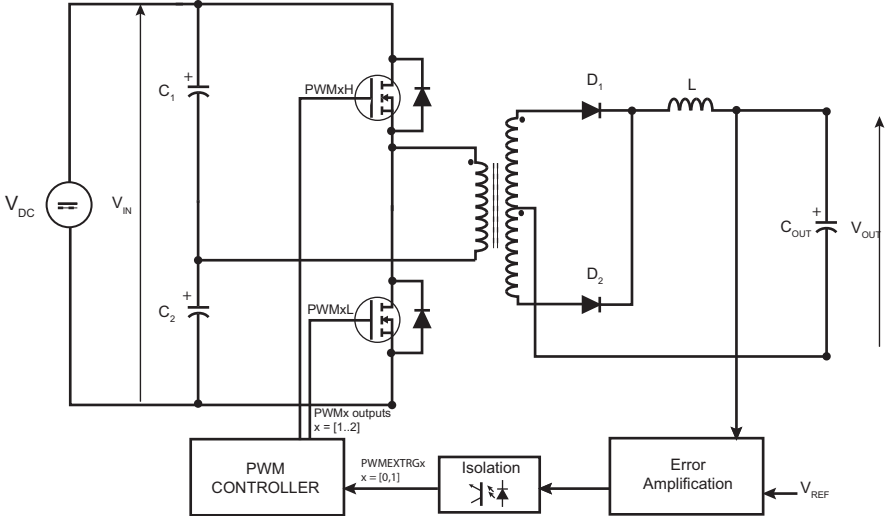 PWMxH
D1
L
+
C1
VDC
VIN
+
COUT
VOUT
D2
+
C2
PWMxL
PWMx outputs
x = [1..2]
PWM
CONTROLLER
PWMEXTRGx
x = [0,1]
Isolation
Error
Amplification
VREF